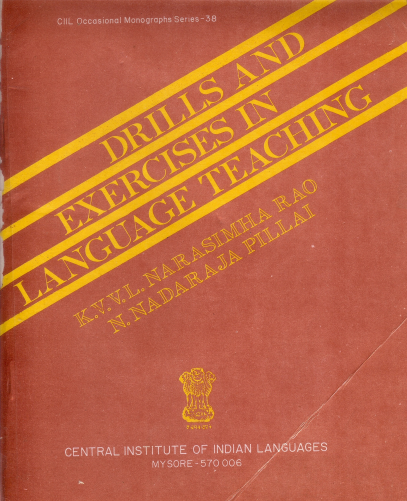 CIIL Occasional Monographs Series-38
DRILLS AND
EXERCISES IN
LANGUAGE TEACHING
K.V.V.L. NARASIMHA RAO
N. NADARAJA PILLAI
CENTRAL INSTITUTE OF INDIAN LANGUAGES
MYSORE-570 006